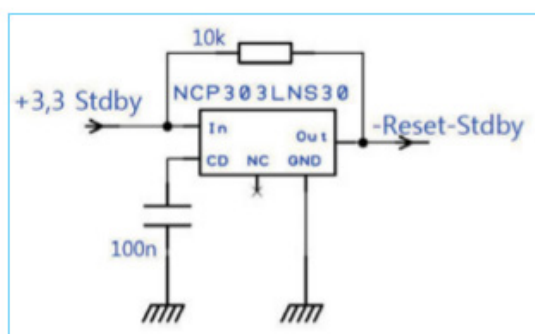 10k
NCP303LNS30
+3,3 Stdby
In
Out
-Reset-Stdby
CD
NC
GND
100n